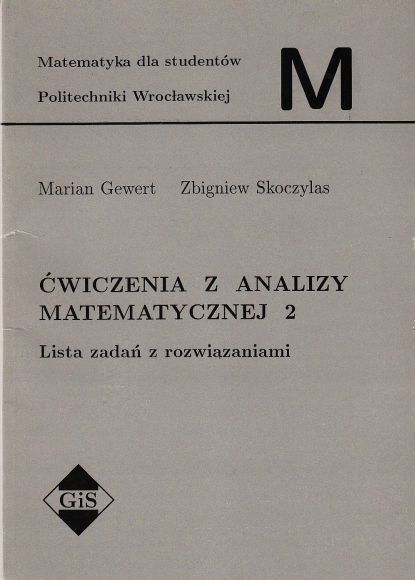 Matematyka dla studentów
Politechniki Wrocławskiej
M
Marian Gewert Zbigniew Skoczylas
ĆWICZENIA Z ANALIZY
MATEMATYCZNEJ 2
Lista zadań z rozwiązaniami
GiS